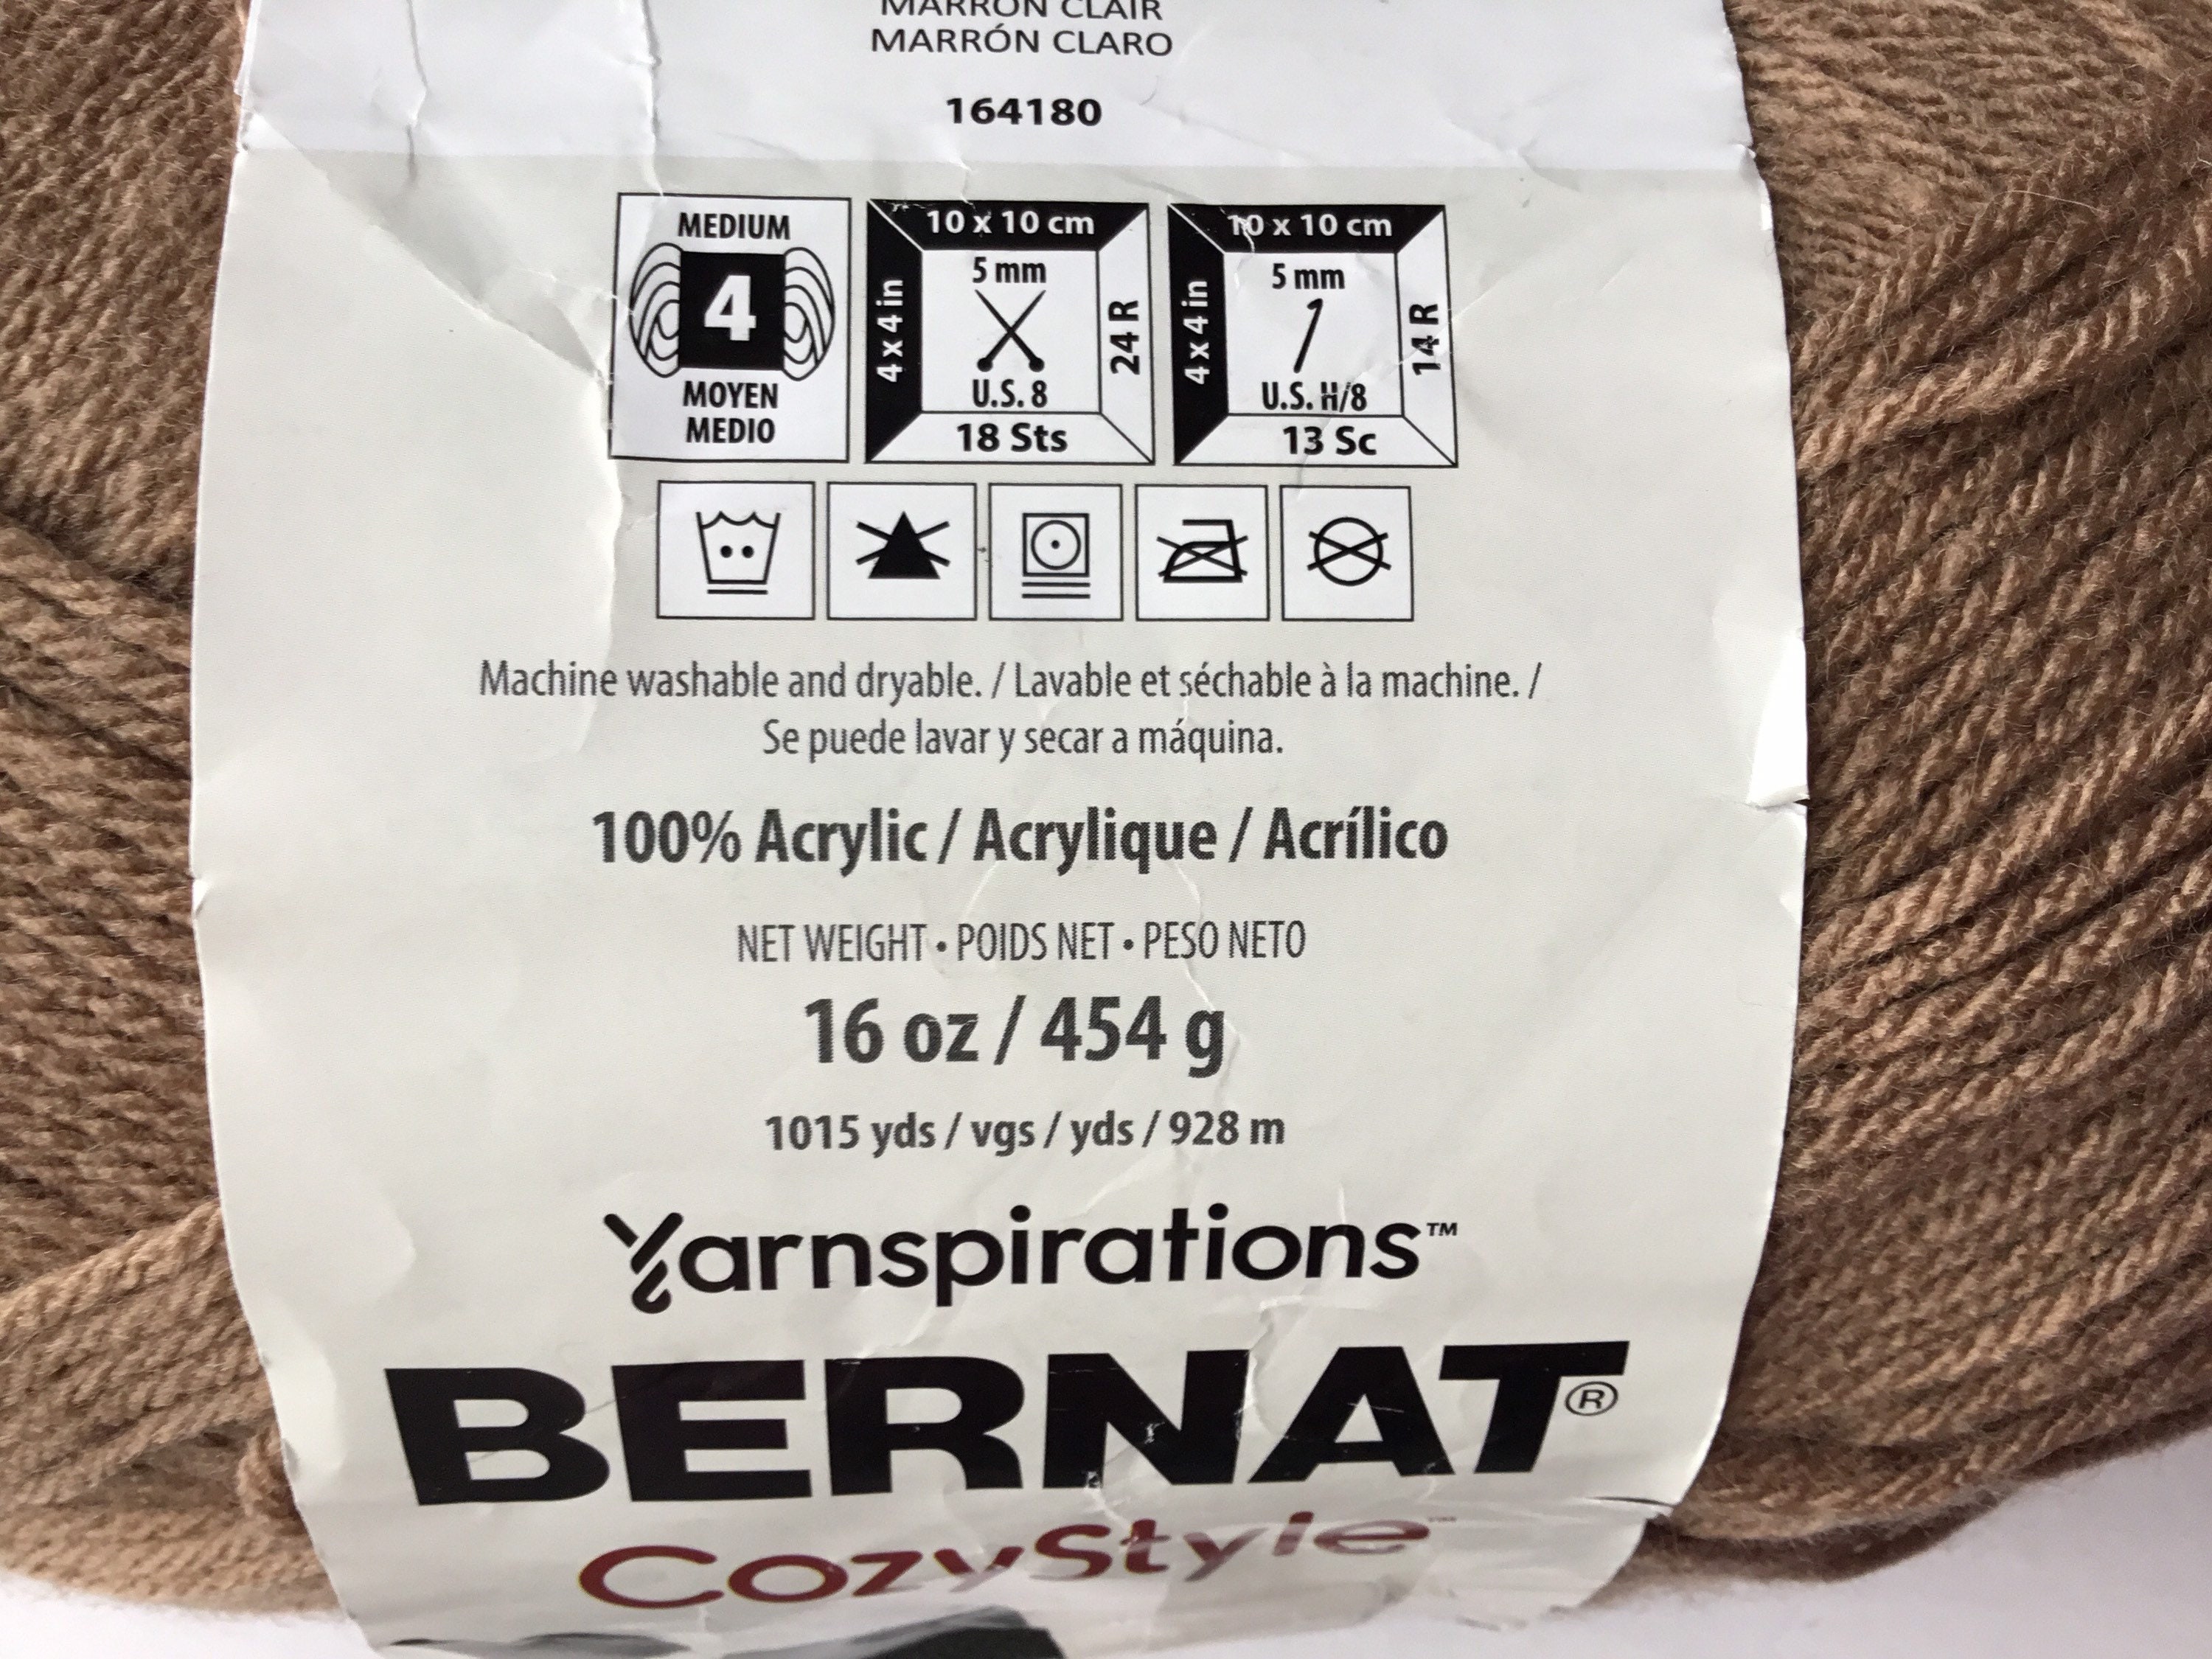 MARRÓN CLAIR
MARRÓN CLARO
164180
MEDIUM
4
MOYEN
MEDIO
10 x 10 cm
4 x 4 in
5 mm
U.S. 8
24 R
18 Sts
10 x 10 cm
4 x 4 in
5 mm
U.S. H/8
14 R
13 Sc
Machine washable and dryable. / Lavable et séchable à la machine. /
Se puede lavar y secar a máquina.
100% Acrylic / Acrylique / Acrílico
NET WEIGHT • POIDS NET • PESO NETO
16 oz / 454 g
1015 yds / vgs / yds / 928 m
Yarnspirations™
BERNAT®
CozyStyle™